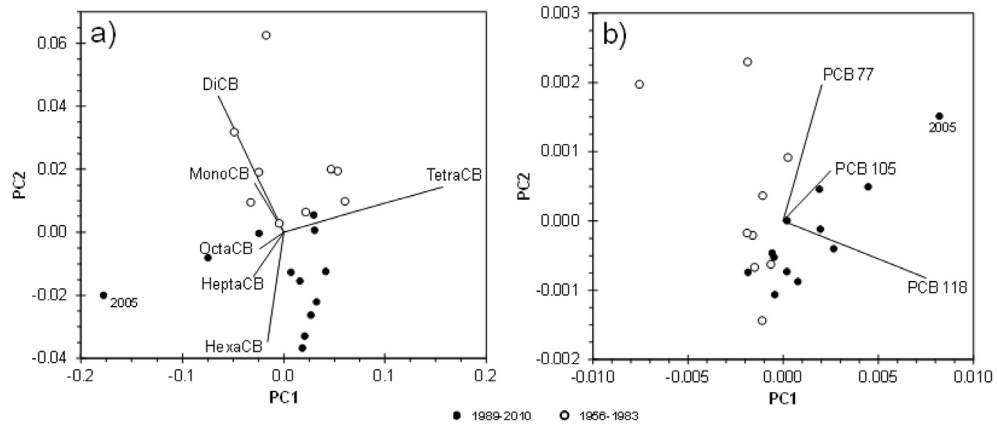 a)
0.06
0.04
0.02
0.00
-0.02
-0.04
PC2
DiCB
MonoCB
TetraCB
OctaCB
HeptaCB
HexaCB
2005
-0.2
-0.1
0.0
0.1
0.2
PC1
b)
0.003
0.002
0.001
0.000
-0.001
-0.002
PC2
PCB 77
2005
PCB 105
PCB 118
-0.010
-0.005
0.000
0.005
0.010
PC1
1989-2010
1956-1983